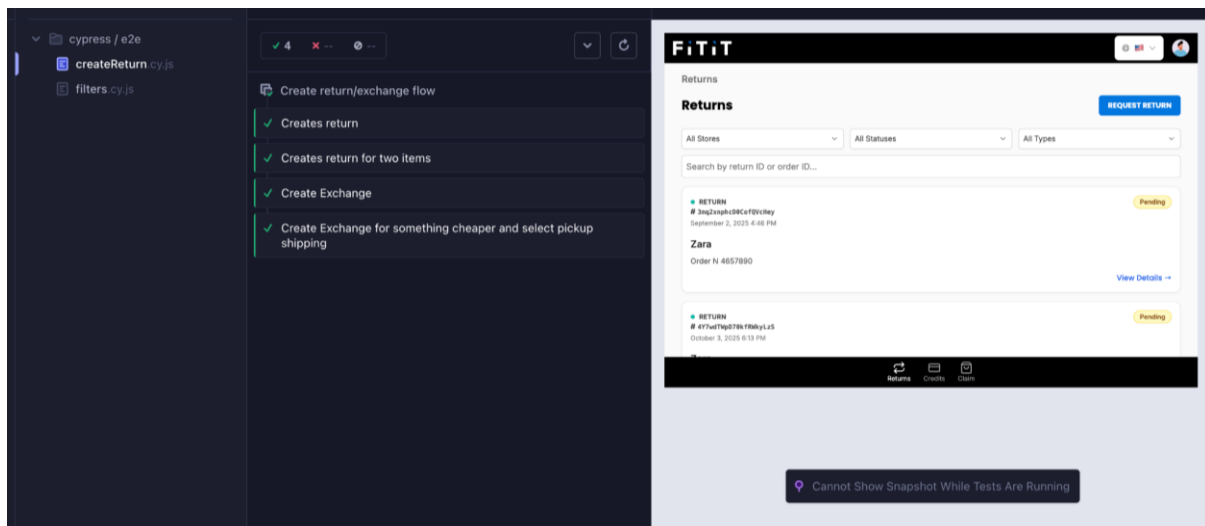 cypress / e2e
createReturn.cy.js
filters.cy.js
4 -- --
Create return/exchange flow
Creates return
Creates return for two items
Create Exchange
Create Exchange for something cheaper and select pickup
shipping
FiTiT
Returns
Returns
REQUEST RETURN
All Stores
All Statuses
All Types
Search by return ID or order ID...
RETURN
Pending
September 2, 2025 4:46 PM
Zara
Order N 4657890
View Details →
RETURN
Pending
October 3, 2025 6:13 PM
Returns Credits Claim
Cannot Show Snapshot While Tests Are Running